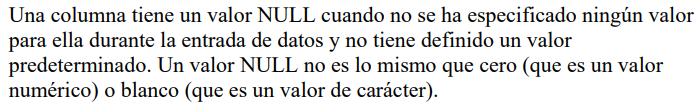 Una columna tiene un valor NULL cuando no se ha especificado ningún valor
para ella durante la entrada de datos y no tiene definido un valor
predeterminado. Un valor NULL no es lo mismo que cero (que es un valor
numérico) o blanco (que es un valor de carácter).